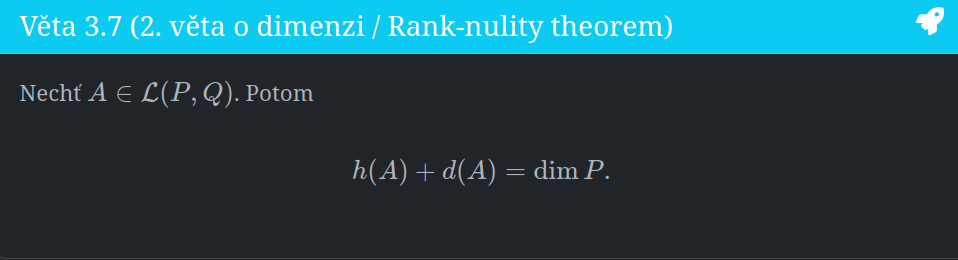 Věta 3.7 (2. věta o dimenzi / Rank-nulity theorem)
Nechť A ∈ ℒ(P, Q). Potom
h(A) + d(A) = dim P.